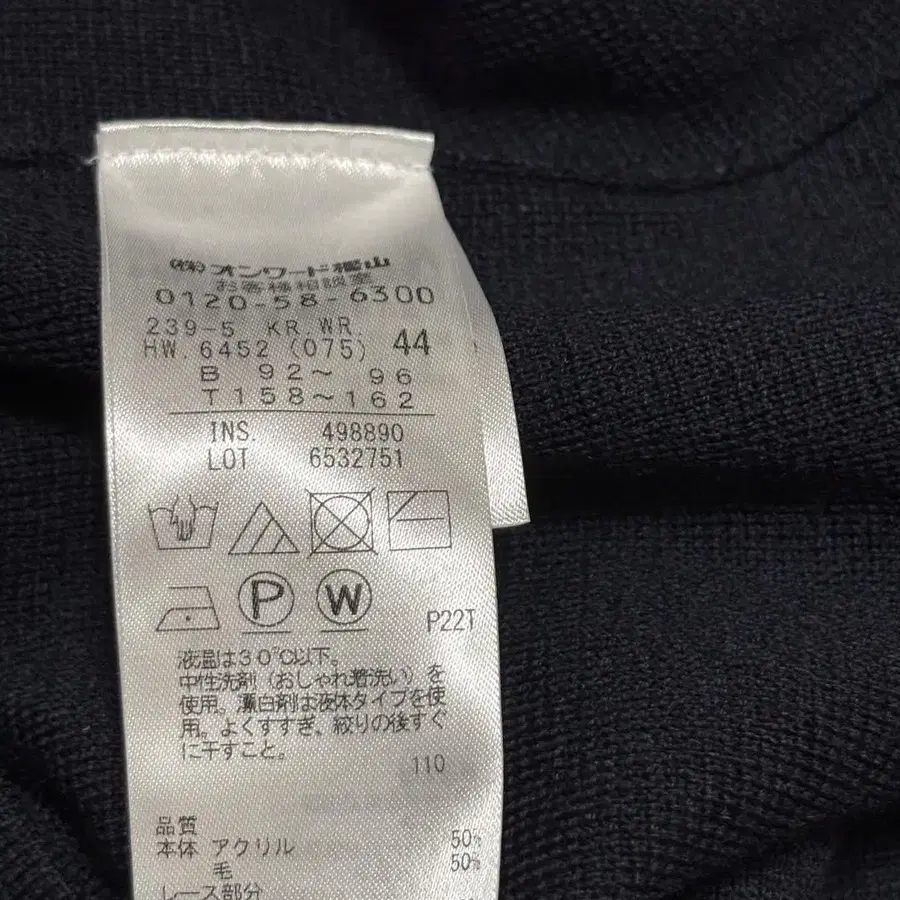 ㈱オンワード樫山
お客様相談室
0120-58-6300
239-5 KR.WR.
HW.6452 (075) 44
B 92～ 96
T158～162
INS. 498890
LOT 6532751
P W P22T
液温は30℃以下。
中性洗剤（おしゃれ着洗い）を
使用。漂白剤は液体タイプを使
用。よくすすぎ、絞りの後すぐ
に干すこと。
110
品質
本体 アクリル 50%
毛 50%
レース部分